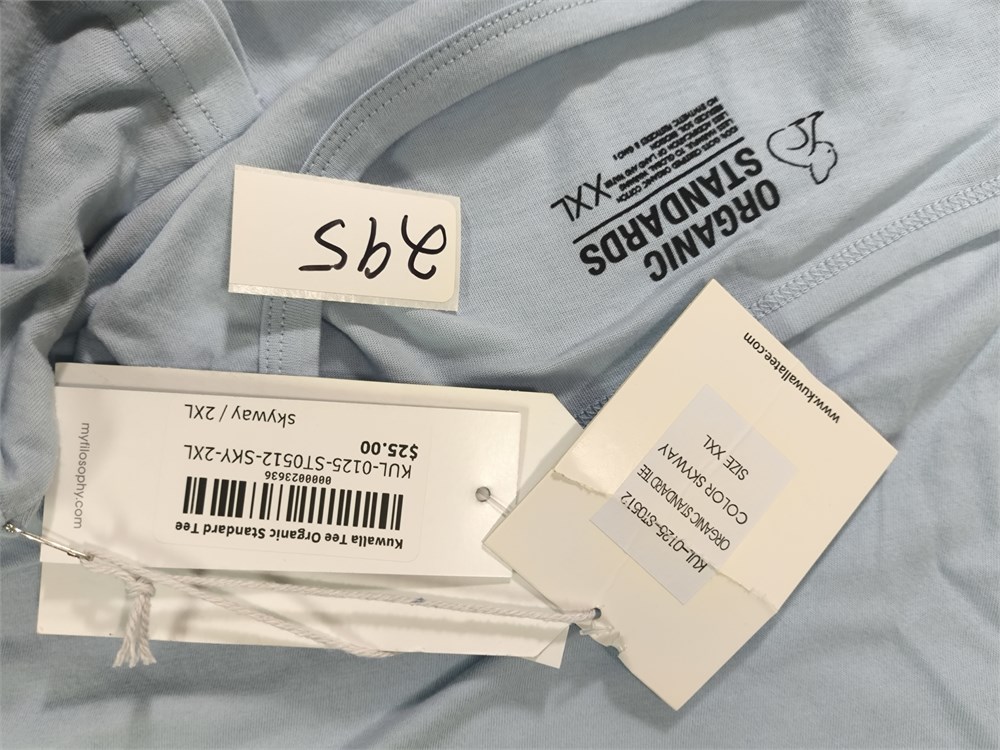 ORGANIC
STANDARDS
XXL
295
Kuwalla Tee Organic Standard Tee
0000023636
KUL-0125-ST0512-SKY-2XL
$25.00
skyway / 2XL
myfilosophy.com
KUL-0125-ST0512
ORGANIC STANDARD TEE
COLOR SKYWAY
SIZE XXL
www.kuwallatee.com